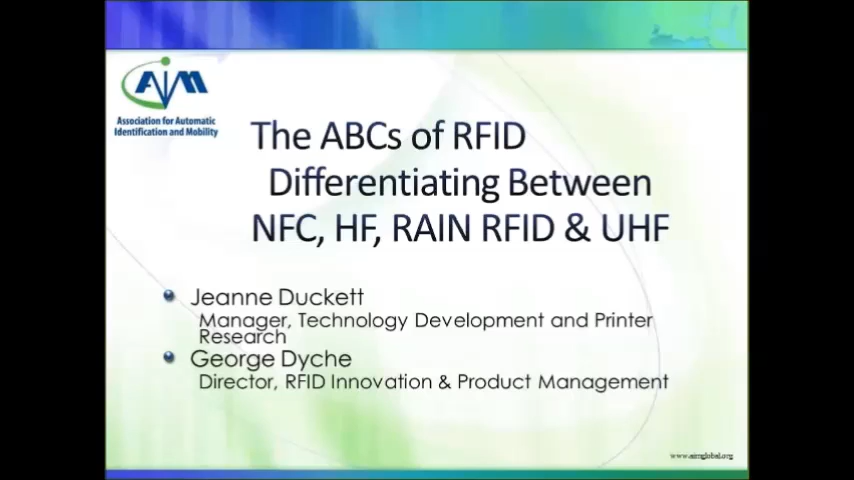 AIM
Association for Automatic
Identification and Mobility
The ABCs of RFID
Differentiating Between
NFC, HF, RAIN RFID & UHF
Jeanne Duckett
Manager, Technology Development and Printer
Research
George Dyche
Director, RFID Innovation & Product Management
www.aimglobal.org